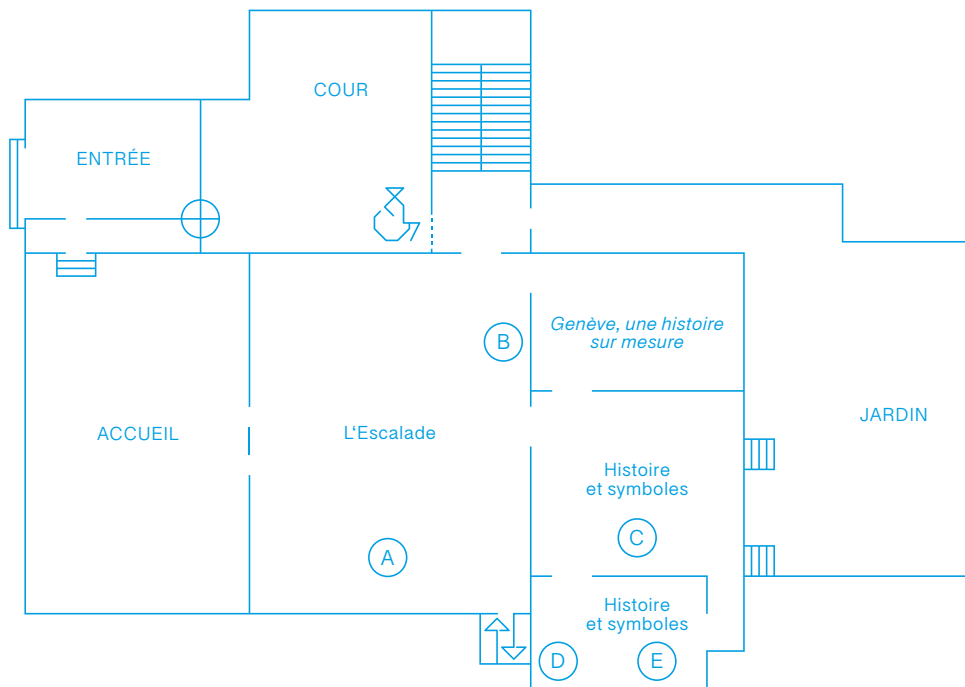 COUR
ENTRÉE
Genève, une histoire
sur mesure
B
JARDIN
ACCUEIL
L‘Escalade
Histoire
et symboles
C
A
Histoire
et symboles
D
E